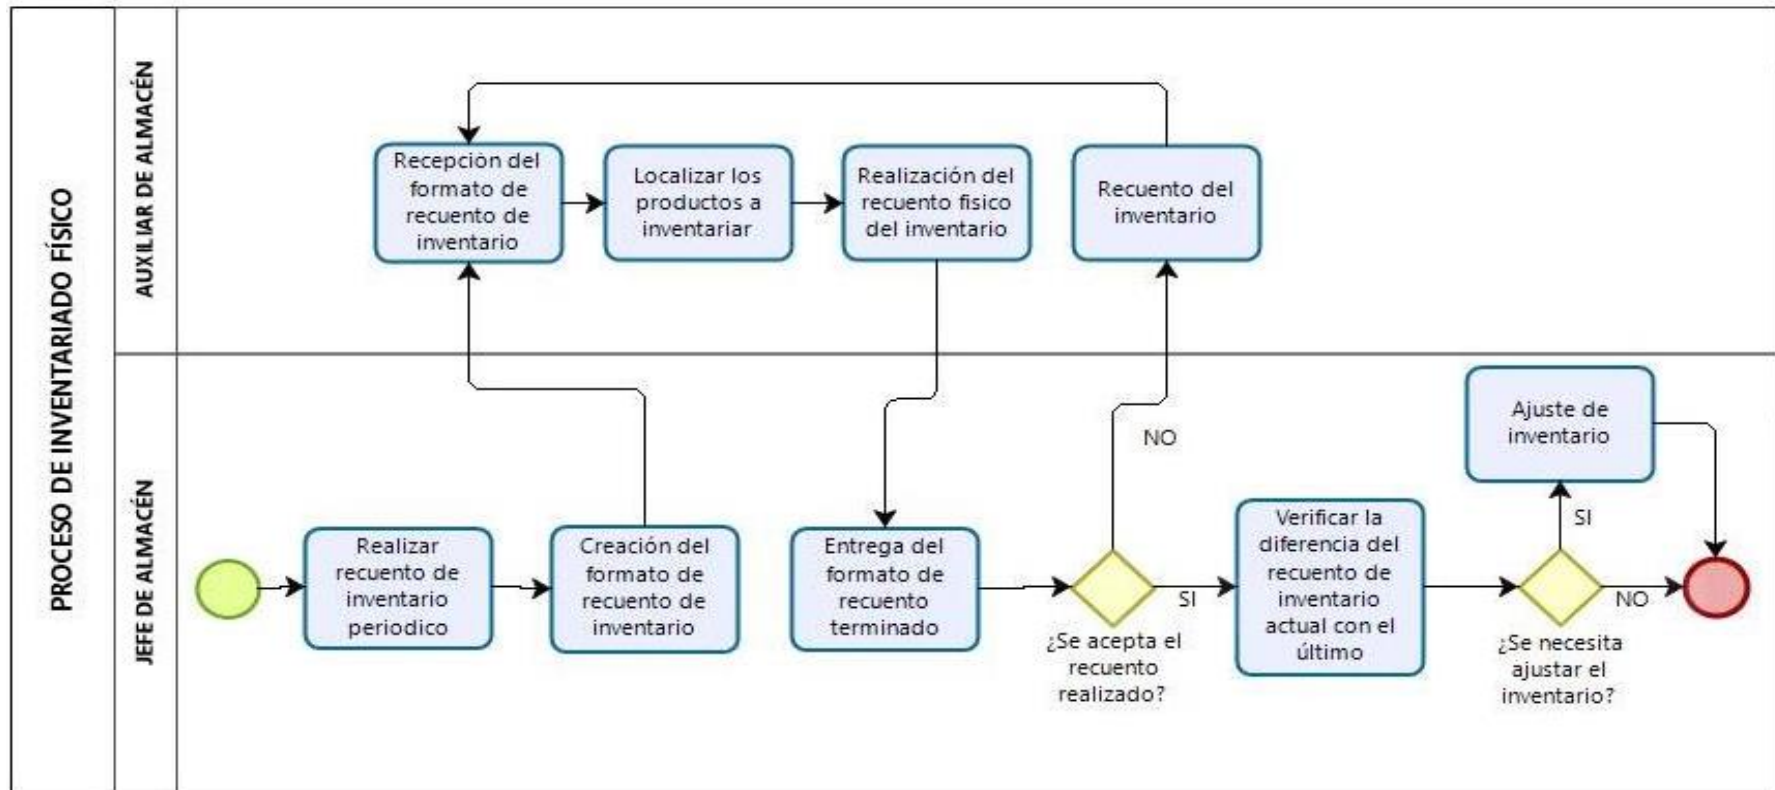 PROCESO DE INVENTARIADO FÍSICO
AUXILIAR DE ALMACÉN
Recepción del
formato de
recuento de
inventario
Localizar los
productos a
inventariar
Realización del
recuento fisico
del inventario
Recuento del
inventario
JEFE DE ALMACÉN
Realizar
recuento de
inventario
periodico
Creación del
formato de
recuento de
inventario
Entrega del
formato de
recuento
terminado
NO
SI
¿Se acepta el
recuento
realizado?
Verificar la
diferencia del
recuento de
inventario
actual con el
último
Ajuste de
inventario
SI
NO
¿Se necesita
ajustar el
inventario?